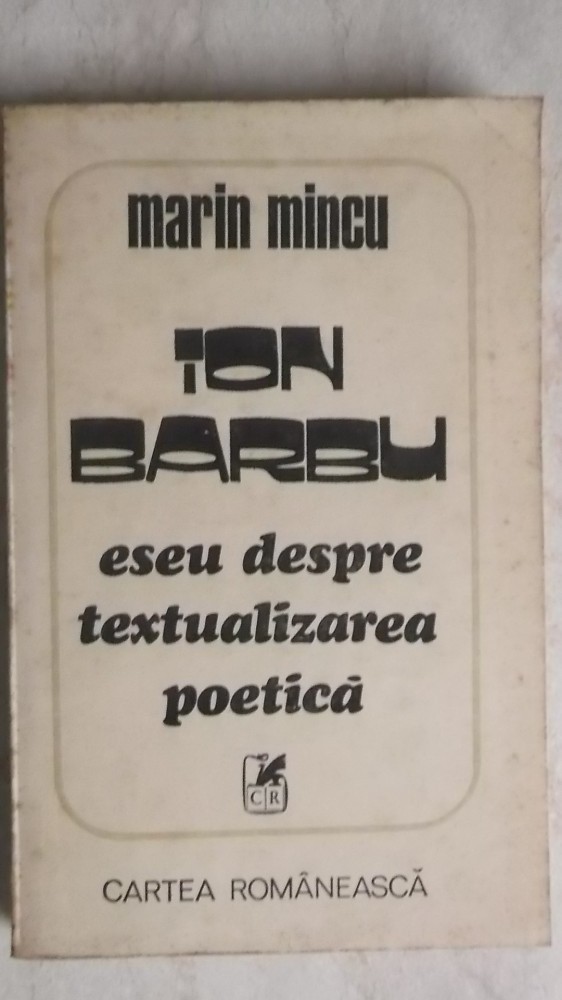 marin mincu
ION
BARBU
eseu despre
textualizarea
poetică
CR
CARTEA ROMÂNEASCĂ